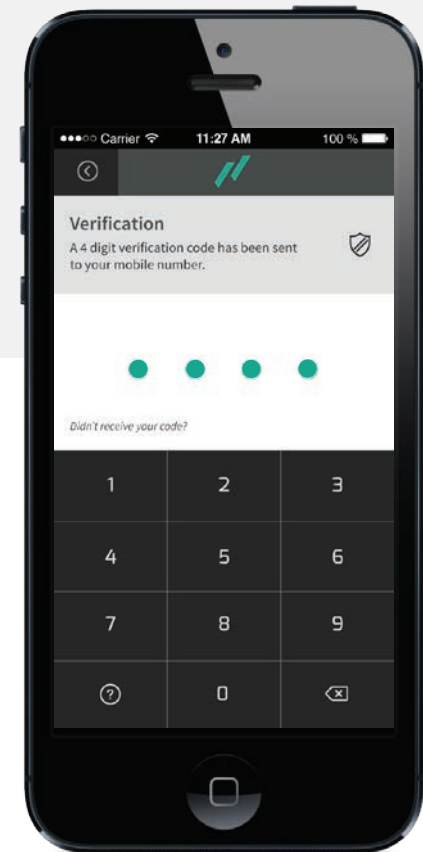 Carrier 11:27 AM 100 %
Verification
A 4 digit verification code has been sent
to your mobile number.
Didn't receive your code?
1 2 3
4 5 6
7 8 9
? 0